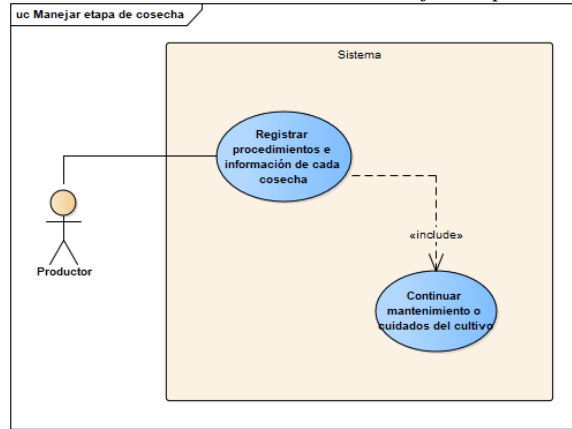 uc Manejar etapa de cosecha
Sistema
Registrar
procedimientos e
información de cada
cosecha
«include»
Productor
Continuar
mantenimiento o
cuidados del cultivo